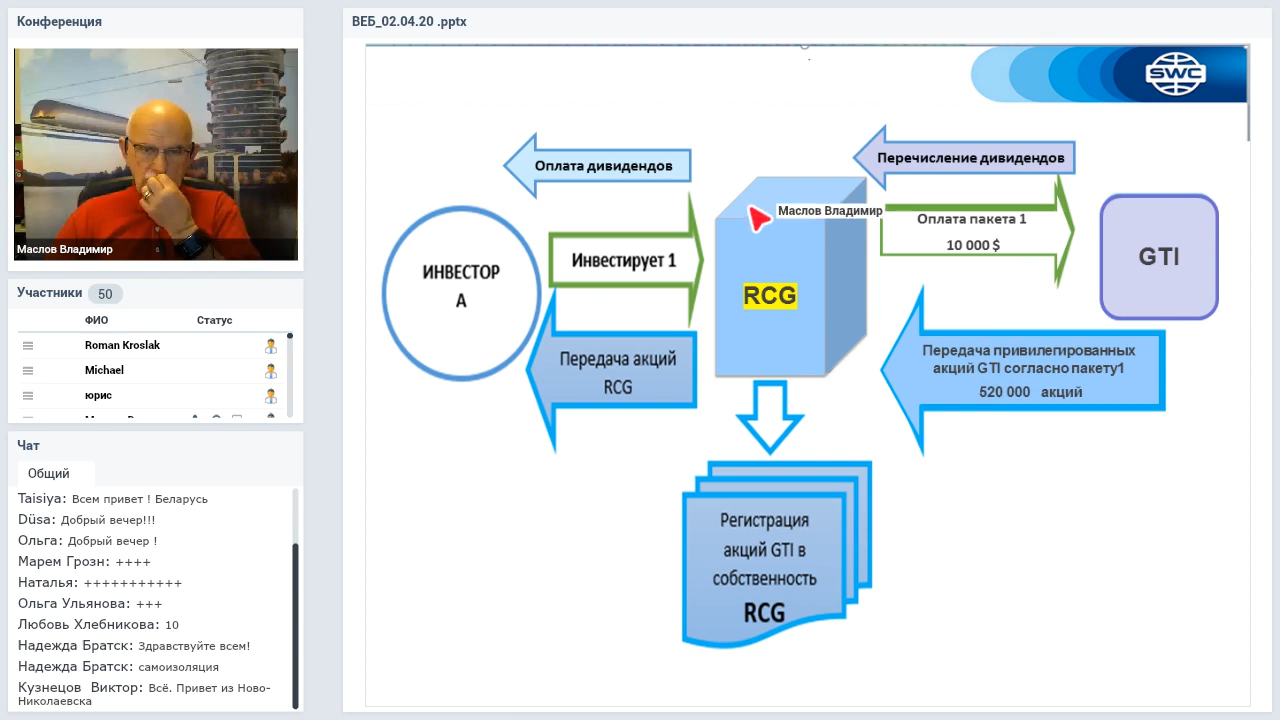 Конференция
Маслов Владимир
Участники 50
ФИО Статус
Roman Kroslak
Michael
юрис
Чат
Общий
Taisiya: Всем привет ! Беларусь
Düsa: Добрый вечер!!!
Ольга: Добрый вечер !
Марем Грозн: ++++
Наталья: +++++++++++
Ольга Ульянова: +++
Любовь Хлебникова: 10
Надежда Братск: Здравствуйте всем!
Надежда Братск: самоизоляция
Кузнецов Виктор: Всё. Привет из Ново-
Николаевска
ВЕБ_02.04.20 .pptx
SWC
Оплата дивидендов
Перечисление дивидендов
Маслов Владимир
Оплата пакета 1
10 000 $
ИНВЕСТОР
А
Инвестирует 1
RCG
GTI
Передача акций
RCG
Передача привилегированных
акций GTI согласно пакету1
520 000 акций
Регистрация
акций GTI в
собственность
RCG